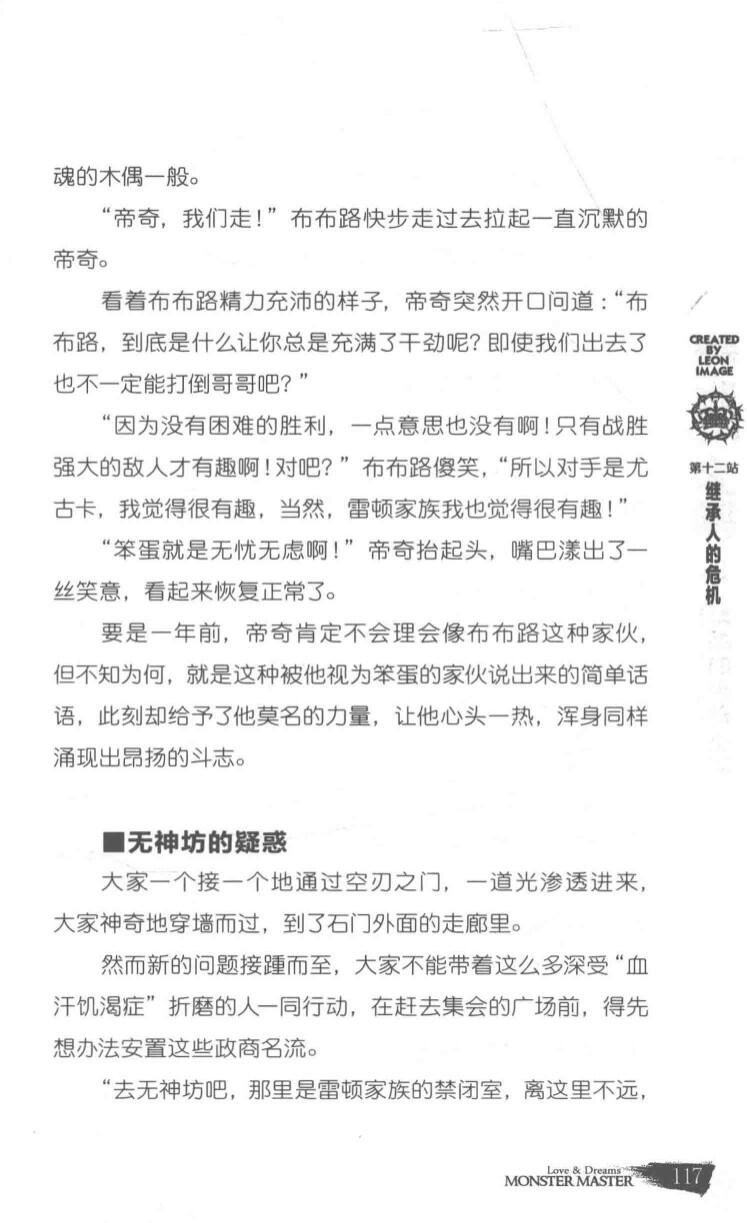 魂的木偶一般。
“帝奇，我们走！”布布路快步走过去拉起一直沉默的
帝奇。
看着布布路精力充沛的样子，帝奇突然开口问道：“布
布路，到底是什么让你总是充满了干劲呢？即使我们出去了
也不一定能打倒哥哥吧？”
“因为没有困难的胜利，一点意思也没有啊！只有战胜
强大的敌人才有趣啊！对吧？”布布路傻笑，“所以对手是尤
古卡，我觉得很有趣，当然，雷顿家族我也觉得很有趣！”
“笨蛋就是无忧无虑啊！”帝奇抬起头，嘴巴漾出了一
丝笑意，看起来恢复正常了。
要是一年前，帝奇肯定不会理会像布布路这种家伙，
但不知为何，就是这种被他视为笨蛋的家伙说出来的简单话
语，此刻却给予了他莫名的力量，让他心头一热，浑身同样
涌现出昂扬的斗志。
■无神坊的疑惑
大家一个接一个地通过空刃之门，一道光渗透进来，
大家神奇地穿墙而过，到了石门外面的走廊里。
然而新的问题接踵而至，大家不能带着这么多深受“血
汗饥渴症”折磨的人一同行动，在赶去集会的广场前，得先
想办法安置这些政商名流。
“去无神坊吧，那里是雷顿家族的禁闭室，离这里不远，
CREATED
BY
LEON
IMAGE
第十二站
继承人的危机
Love & Dreams
MONSTER MASTER
117